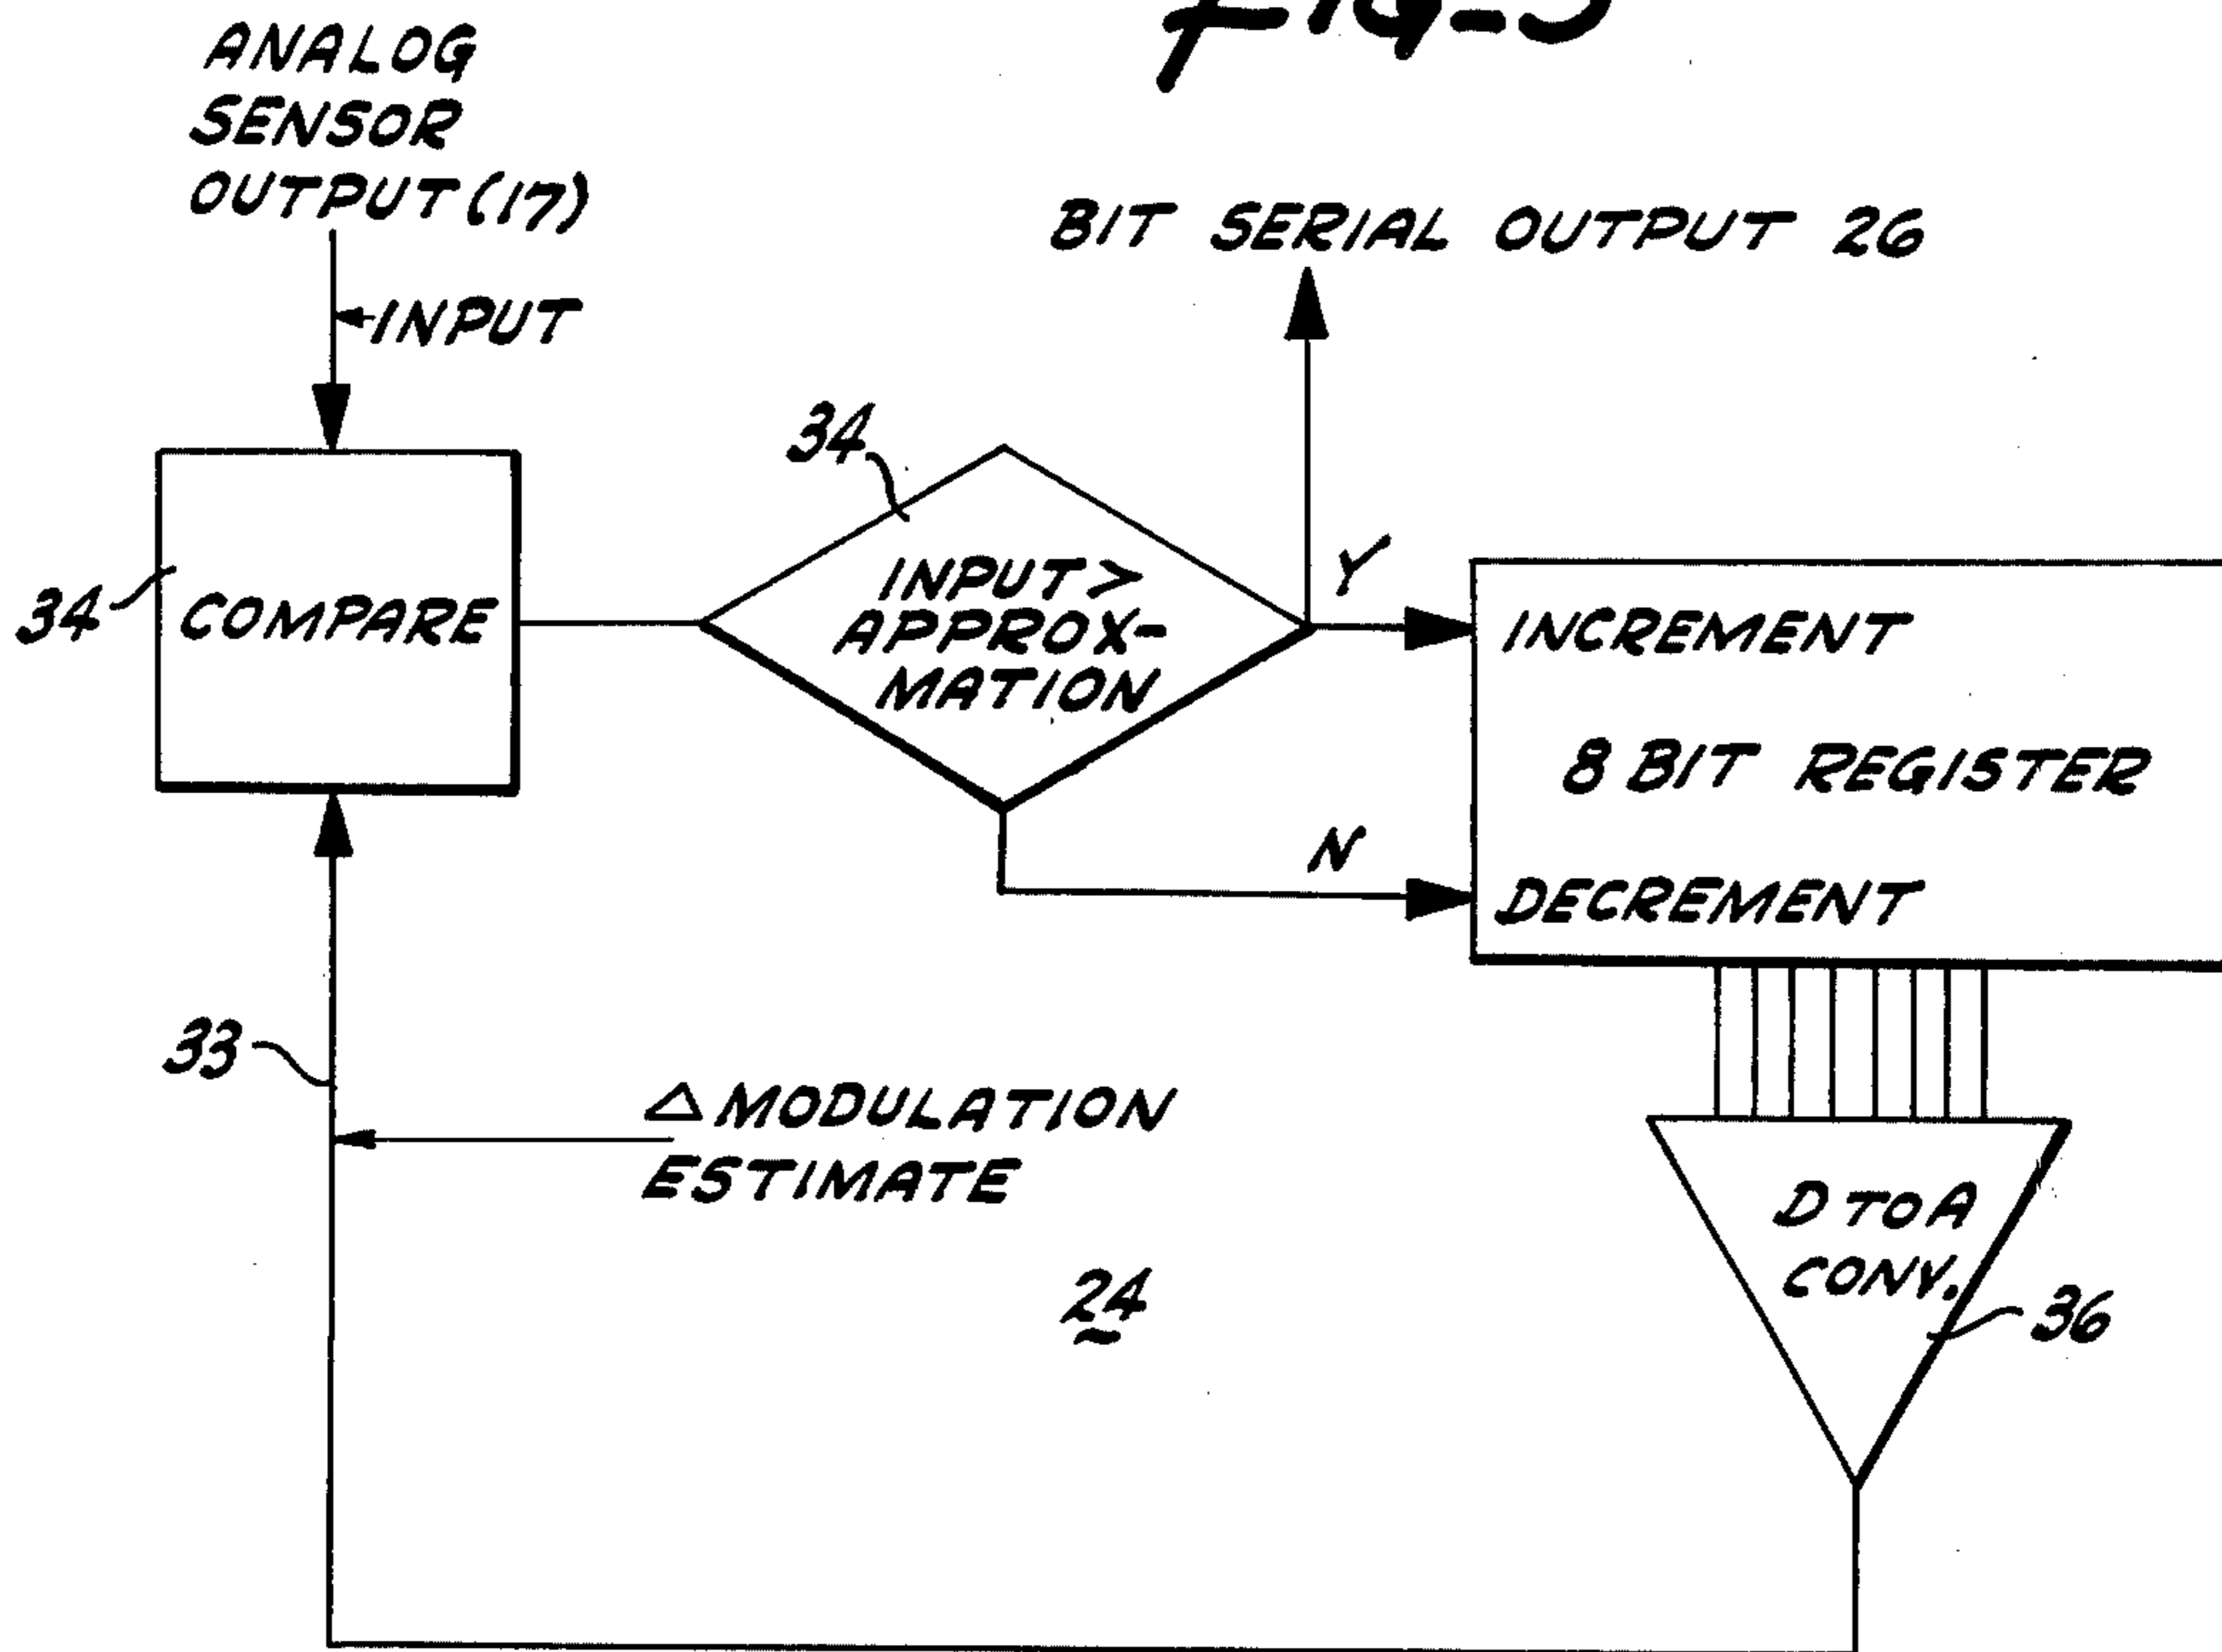 FIG_3
ANALOG
SENSOR
OUTPUT (17)
INPUT
BIT SERIAL OUTPUT 26
34
INPUT >
APPROX-
MATION
Y
34
COMPARE
INCREMENT
8 BIT REGISTER
N
DECREMENT
33
Δ MODULATION
ESTIMATE
D TO A
CONV.
24
36